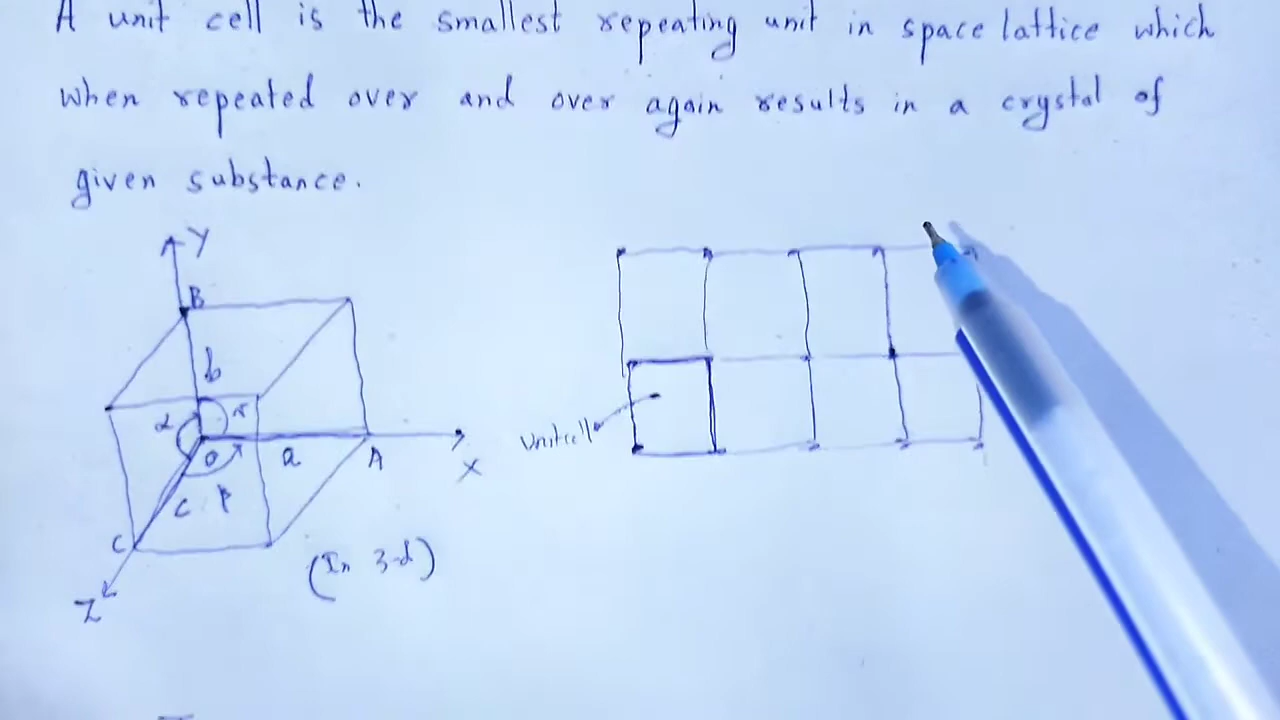 A unit cell is the smallest repeating unit in space lattice which
when repeated over and over again results in a crystal of
given substance.
Y
B
b
α γ
O a A
X
c β
C
Z
(In 3-d)
Unit cell